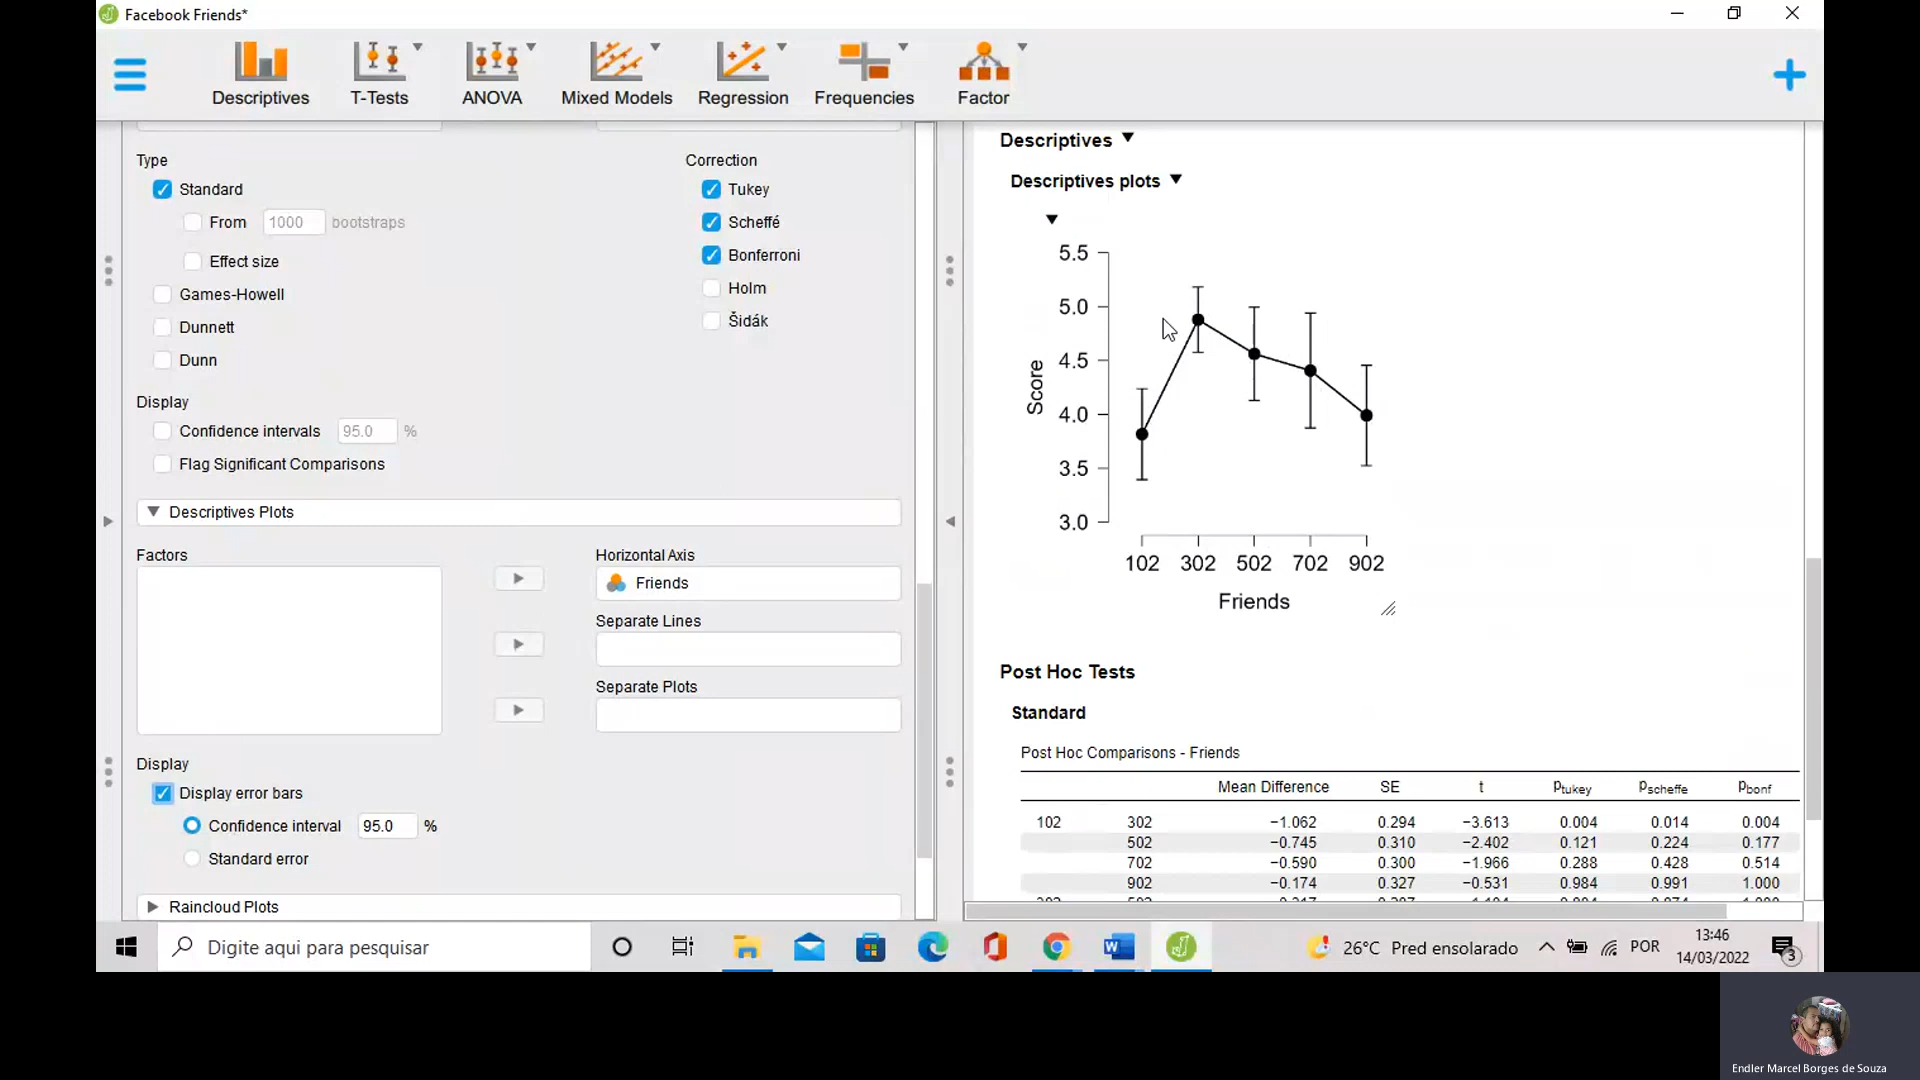 Facebook Friends*
Descriptives
T-Tests
ANOVA
Mixed Models
Regression
Frequencies
Factor
Type
Correction
Standard
From 1000 bootstraps
Effect size
Games-Howell
Dunnett
Dunn
Tukey
Scheffé
Bonferroni
Holm
Šidák
Display
Confidence intervals 95.0 %
Flag Significant Comparisons
Descriptives Plots
Factors
Horizontal Axis
Friends
Separate Lines
Separate Plots
Display
Display error bars
Confidence interval 95.0 %
Standard error
Raincloud Plots
Descriptives
Descriptives plots
5.5
5.0
4.5
4.0
3.5
3.0
Score
102 302 502 702 902
Friends
Post Hoc Tests
Standard
Post Hoc Comparisons - Friends
Mean Difference SE t ptukey pscheffe pbonf
102 302 −1.062 0.294 −3.613 0.004 0.014 0.004
502 −0.745 0.310 −2.402 0.121 0.224 0.177
702 −0.590 0.300 −1.966 0.288 0.428 0.514
902 −0.174 0.327 −0.531 0.984 0.991 1.000
Digite aqui para pesquisar
26°C Pred ensolarado
POR
13:46
14/03/2022
3
Endler Marcel Borges de Souza